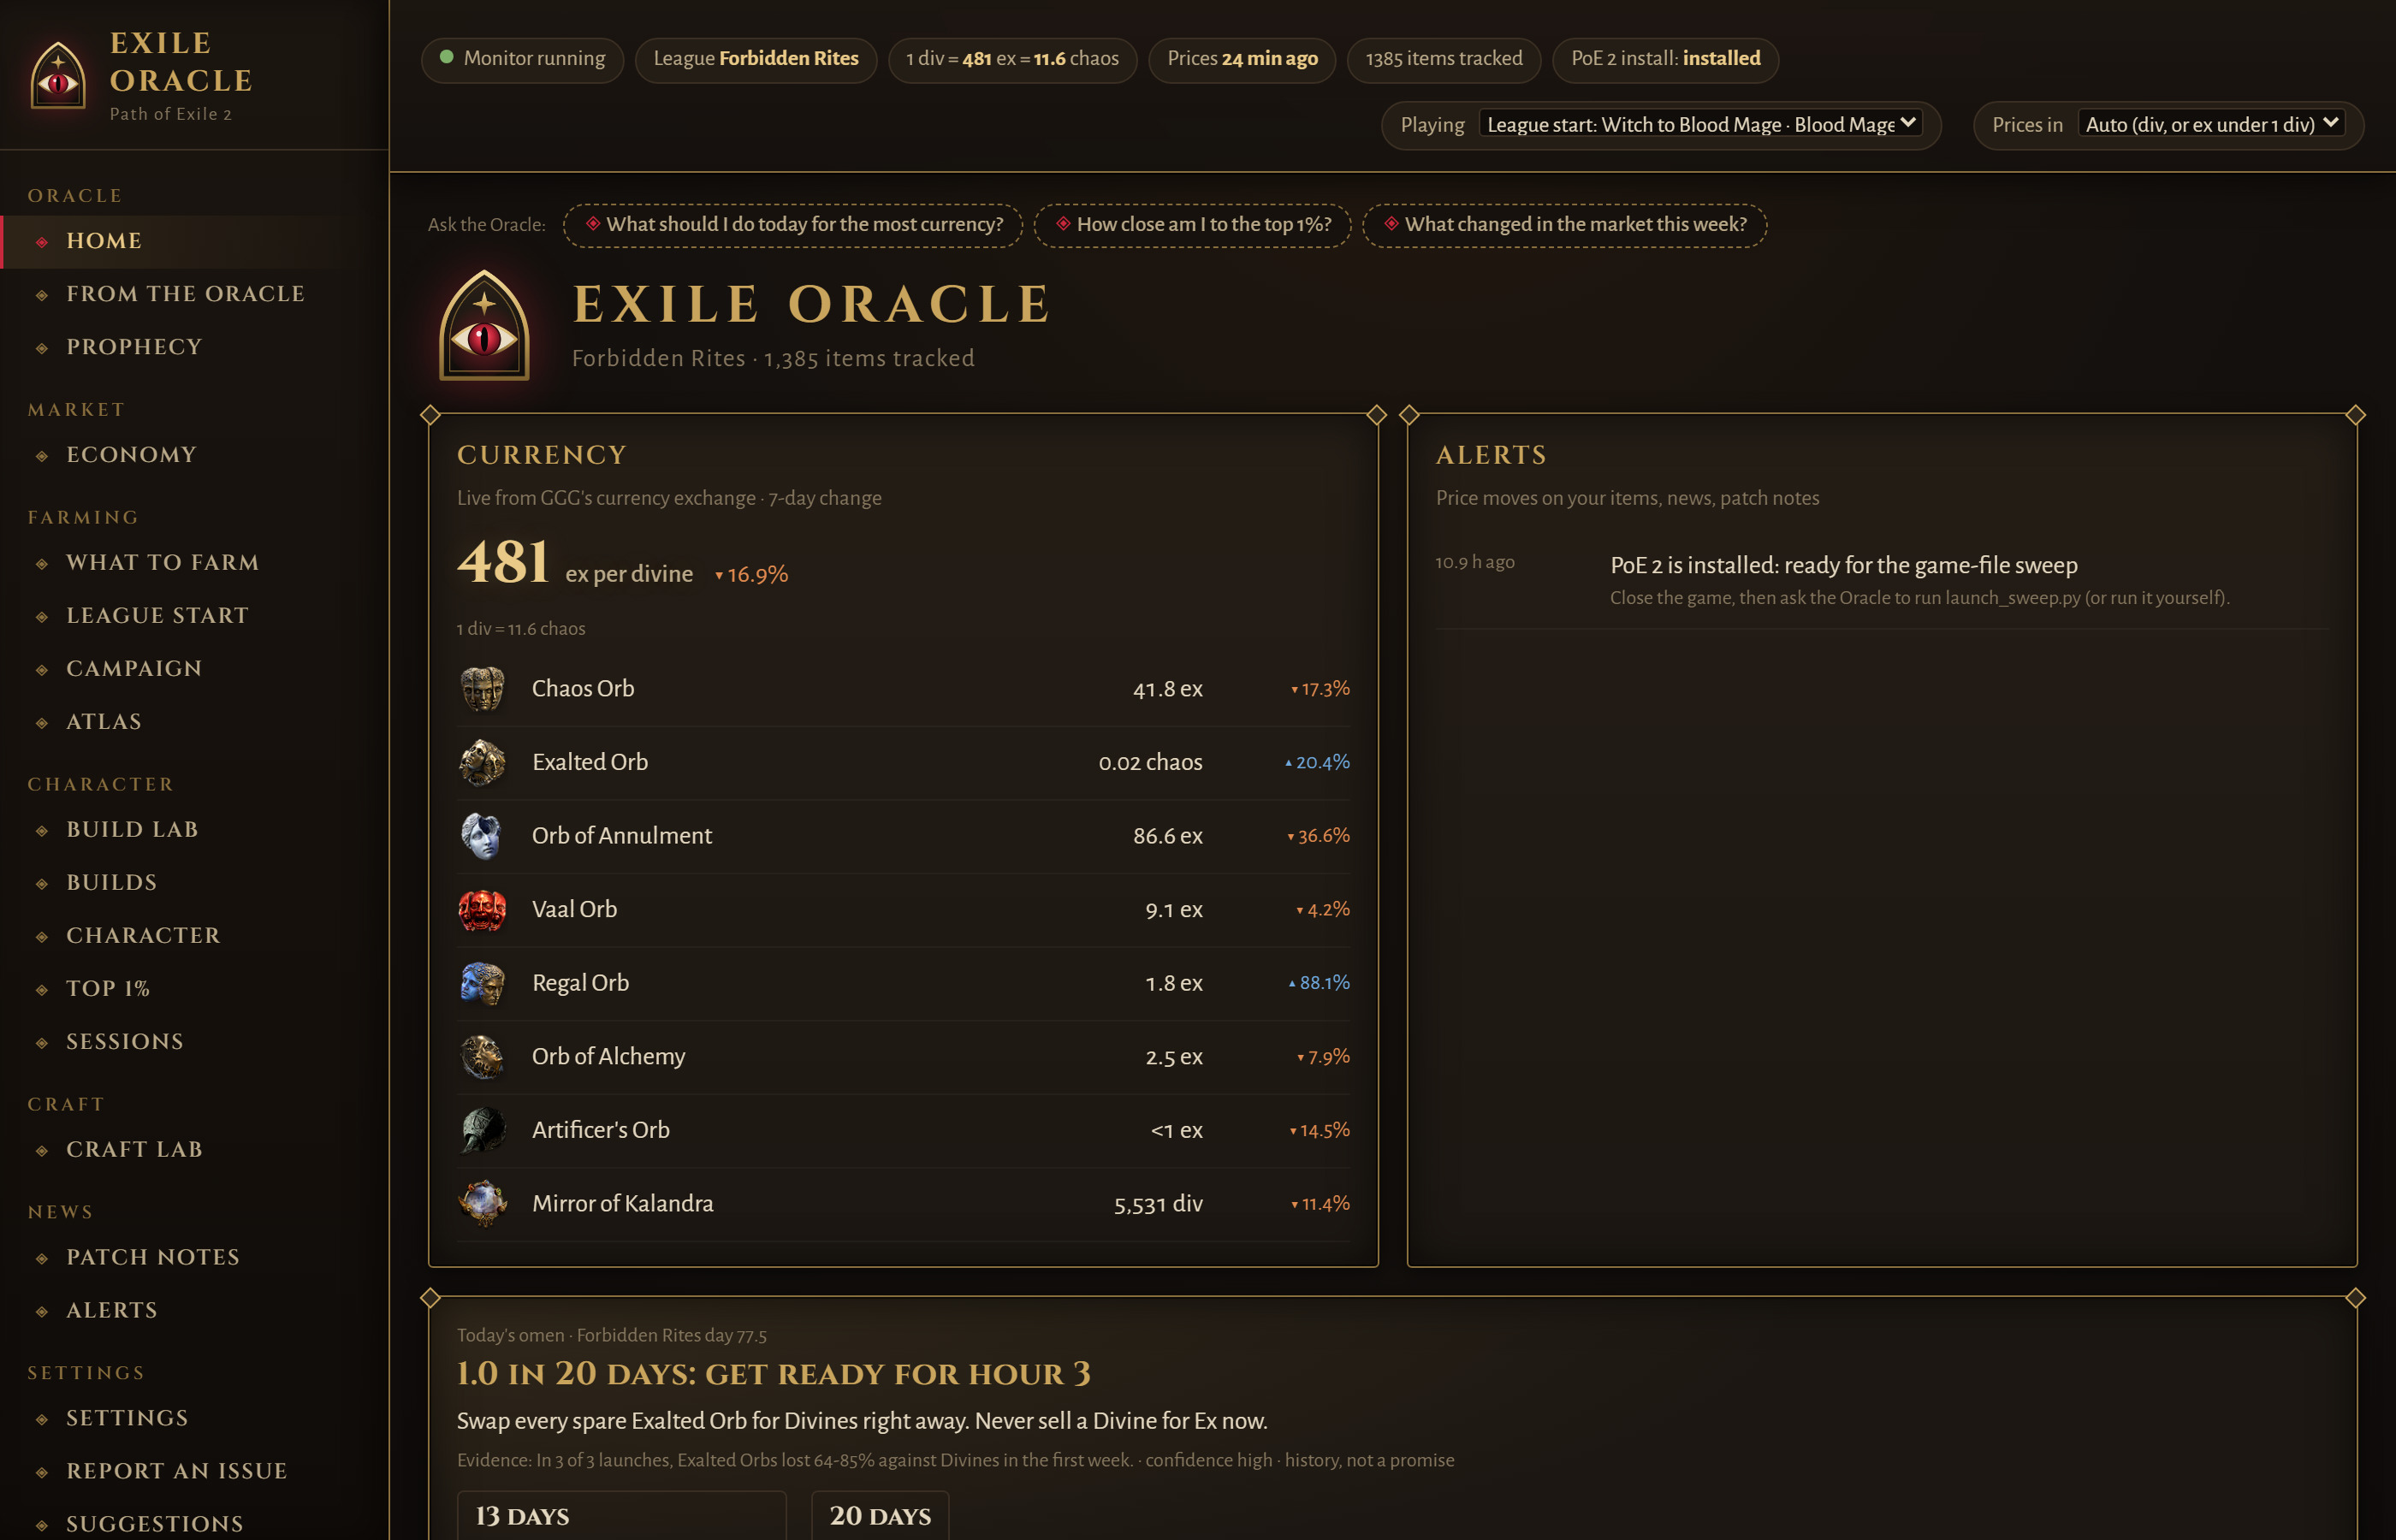 EXILE
ORACLE
Path of Exile 2
ORACLE
HOME
FROM THE ORACLE
PROPHECY
MARKET
ECONOMY
FARMING
WHAT TO FARM
LEAGUE START
CAMPAIGN
ATLAS
CHARACTER
BUILD LAB
BUILDS
CHARACTER
TOP 1%
SESSIONS
CRAFT
CRAFT LAB
NEWS
PATCH NOTES
ALERTS
SETTINGS
SETTINGS
REPORT AN ISSUE
SUGGESTIONS
Monitor running
League Forbidden Rites
1 div = 481 ex = 11.6 chaos
Prices 24 min ago
1385 items tracked
PoE 2 install: installed
Playing League start: Witch to Blood Mage · Blood Mage
Prices in Auto (div, or ex under 1 div)
Ask the Oracle: What should I do today for the most currency? How close am I to the top 1%? What changed in the market this week?
EXILE ORACLE
Forbidden Rites · 1,385 items tracked
CURRENCY
Live from GGG's currency exchange · 7-day change
481 ex per divine ▾ 16.9%
1 div = 11.6 chaos
Chaos Orb 41.8 ex ▾ 17.3%
Exalted Orb 0.02 chaos ▴ 20.4%
Orb of Annulment 86.6 ex ▾ 36.6%
Vaal Orb 9.1 ex ▾ 4.2%
Regal Orb 1.8 ex ▴ 88.1%
Orb of Alchemy 2.5 ex ▾ 7.9%
Artificer's Orb <1 ex ▾ 14.5%
Mirror of Kalandra 5,531 div ▾ 11.4%
ALERTS
Price moves on your items, news, patch notes
10.9 h ago PoE 2 is installed: ready for the game-file sweep
Close the game, then ask the Oracle to run launch_sweep.py (or run it yourself).
Today's omen · Forbidden Rites day 77.5
1.0 IN 20 DAYS: GET READY FOR HOUR 3
Swap every spare Exalted Orb for Divines right away. Never sell a Divine for Ex now.
Evidence: In 3 of 3 launches, Exalted Orbs lost 64-85% against Divines in the first week. · confidence high · history, not a promise
13 DAYS
20 DAYS